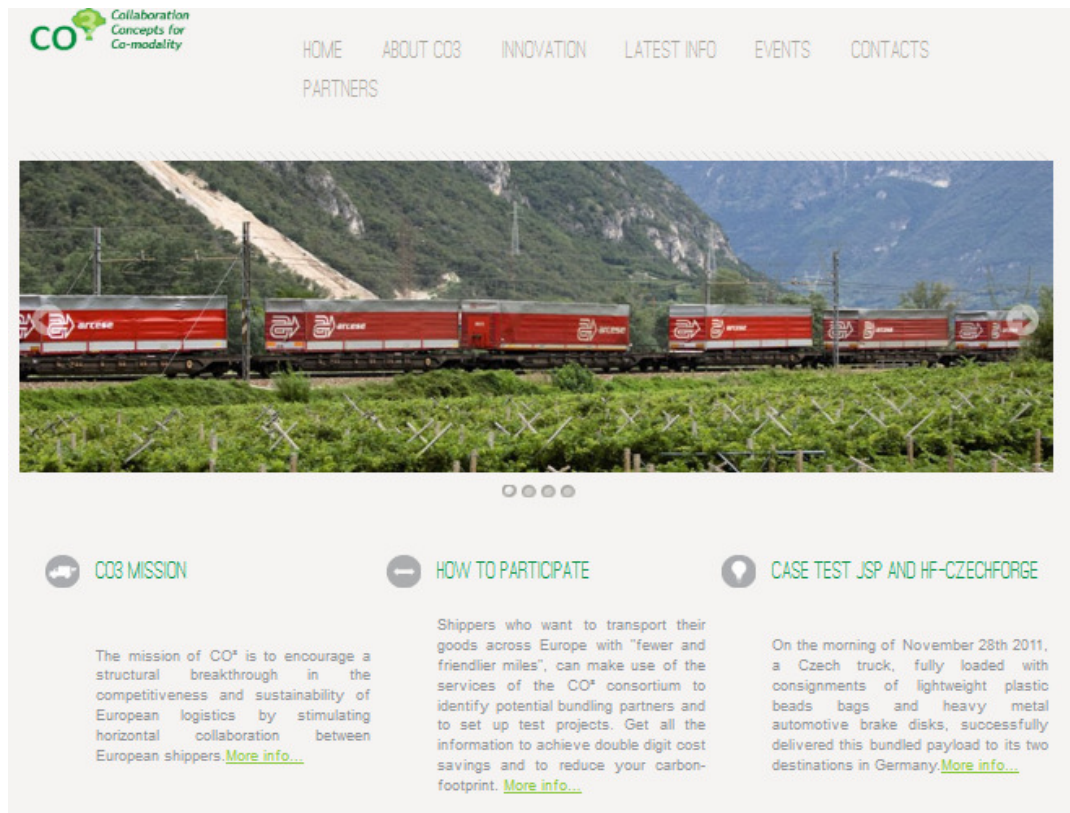 CO3
Collaboration
Concepts for
Co-modality
HOME ABOUT CO3 INNOVATION LATEST INFO EVENTS CONTACTS
PARTNERS
arcese arcese arcese arcese arcese arcese
CO3 MISSION
The mission of CO³ is to encourage a
structural breakthrough in the
competitiveness and sustainability of
European logistics by stimulating
horizontal collaboration between
European shippers.More info...
HOW TO PARTICIPATE
Shippers who want to transport their
goods across Europe with "fewer and
friendlier miles", can make use of the
services of the CO³ consortium to
identify potential bundling partners and
to set up test projects. Get all the
information to achieve double digit cost
savings and to reduce your carbon-
footprint. More info...
CASE TEST JSP AND HF-CZECHFORGE
On the morning of November 28th 2011,
a Czech truck, fully loaded with
consignments of lightweight plastic
beads bags and heavy metal
automotive brake disks, successfully
delivered this bundled payload to its two
destinations in Germany.More info...